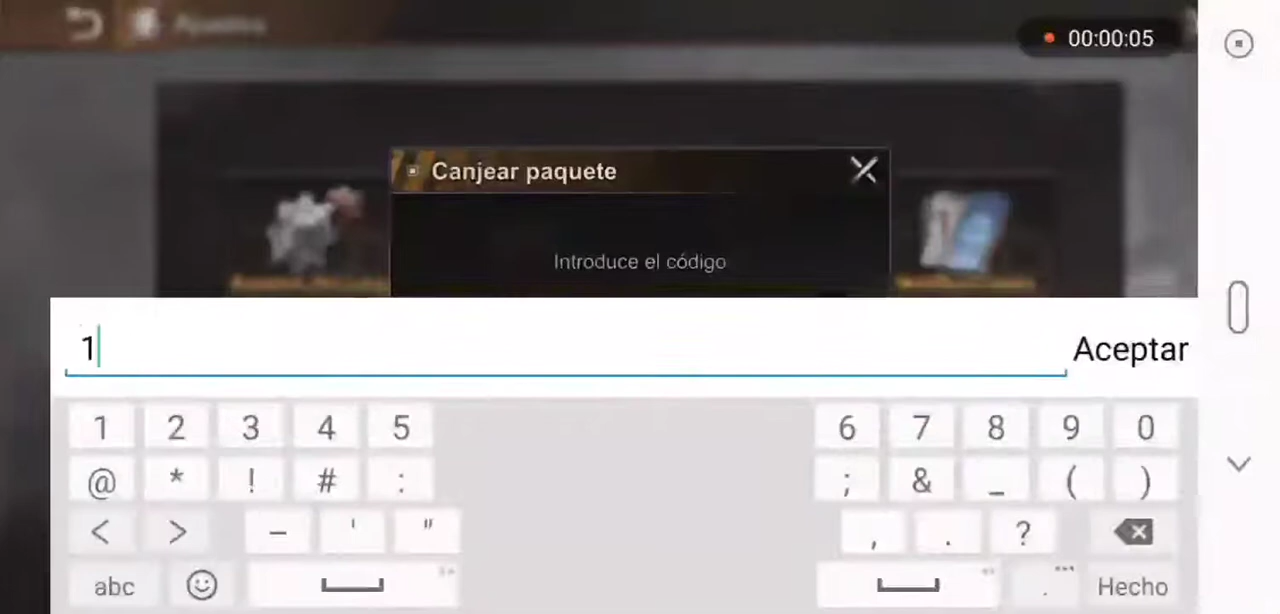 Ajustes
00:00:05
Canjear paquete
Introduce el código
1
Aceptar
1 2 3 4 5 6 7 8 9 0
@ * ! # : ; & _ ( )
< > – ' " , . ?
abc . Hecho